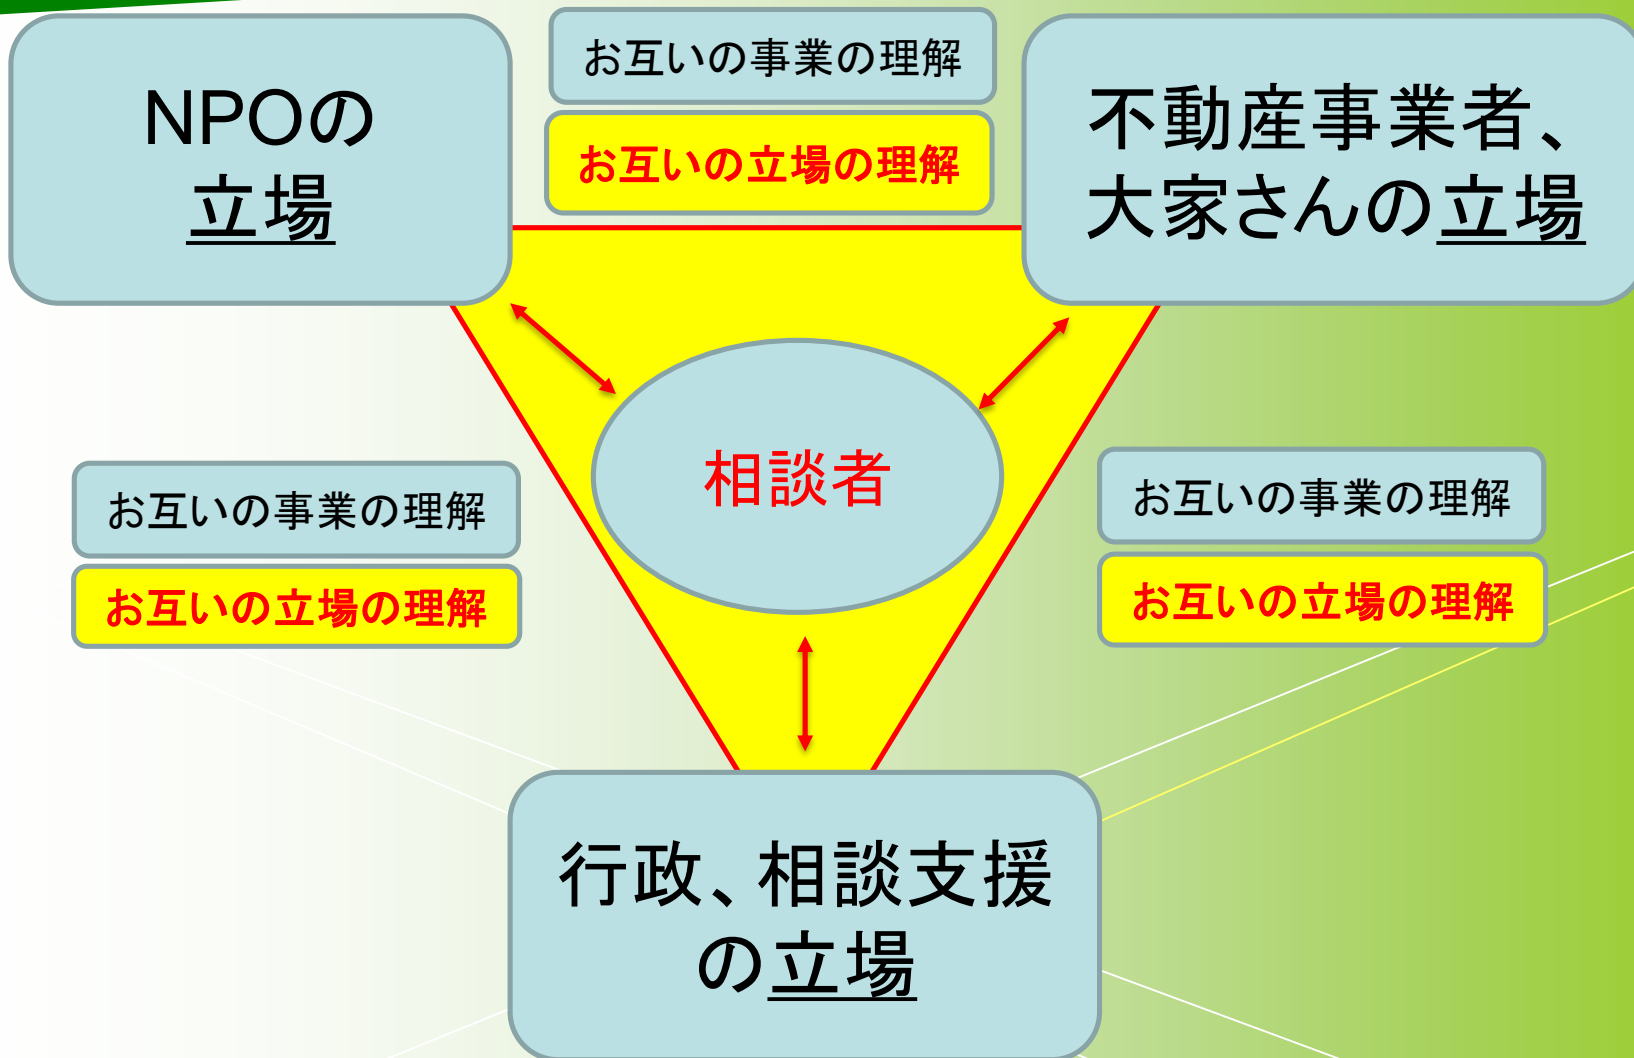 NPOの
立場
お互いの事業の理解
お互いの立場の理解
不動産事業者、
大家さんの立場
相談者
お互いの事業の理解
お互いの立場の理解
お互いの事業の理解
お互いの立場の理解
行政、相談支援
の立場